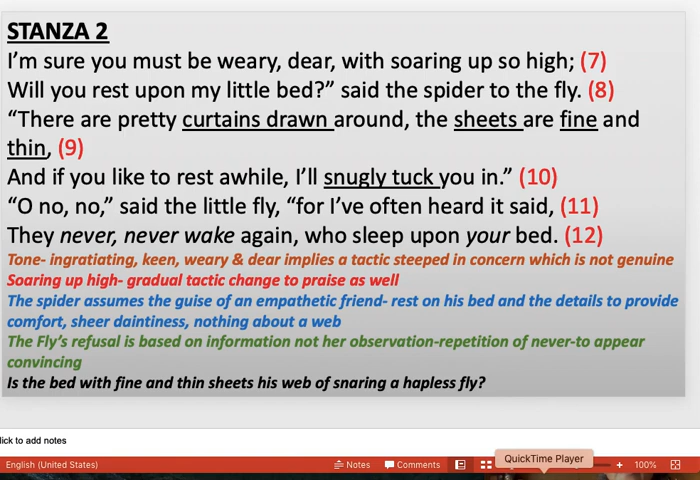 STANZA 2
I'm sure you must be weary, dear, with soaring up so high; (7)
Will you rest upon my little bed?" said the spider to the fly. (8)
"There are pretty curtains drawn around, the sheets are fine and
thin, (9)
And if you like to rest awhile, I'll snugly tuck you in." (10)
"O no, no," said the little fly, "for I've often heard it said, (11)
They never, never wake again, who sleep upon your bed. (12)
Tone- ingratiating, keen, weary & dear implies a tactic steeped in concern which is not genuine
Soaring up high- gradual tactic change to praise as well
The spider assumes the guise of an empathetic friend- rest on his bed and the details to provide
comfort, sheer daintiness, nothing about a web
The Fly's refusal is based on information not her observation-repetition of never-to appear
convincing
Is the bed with fine and thin sheets his web of snaring a hapless fly?
lick to add notes
QuickTime Player
English (United States) Notes Comments + 100%